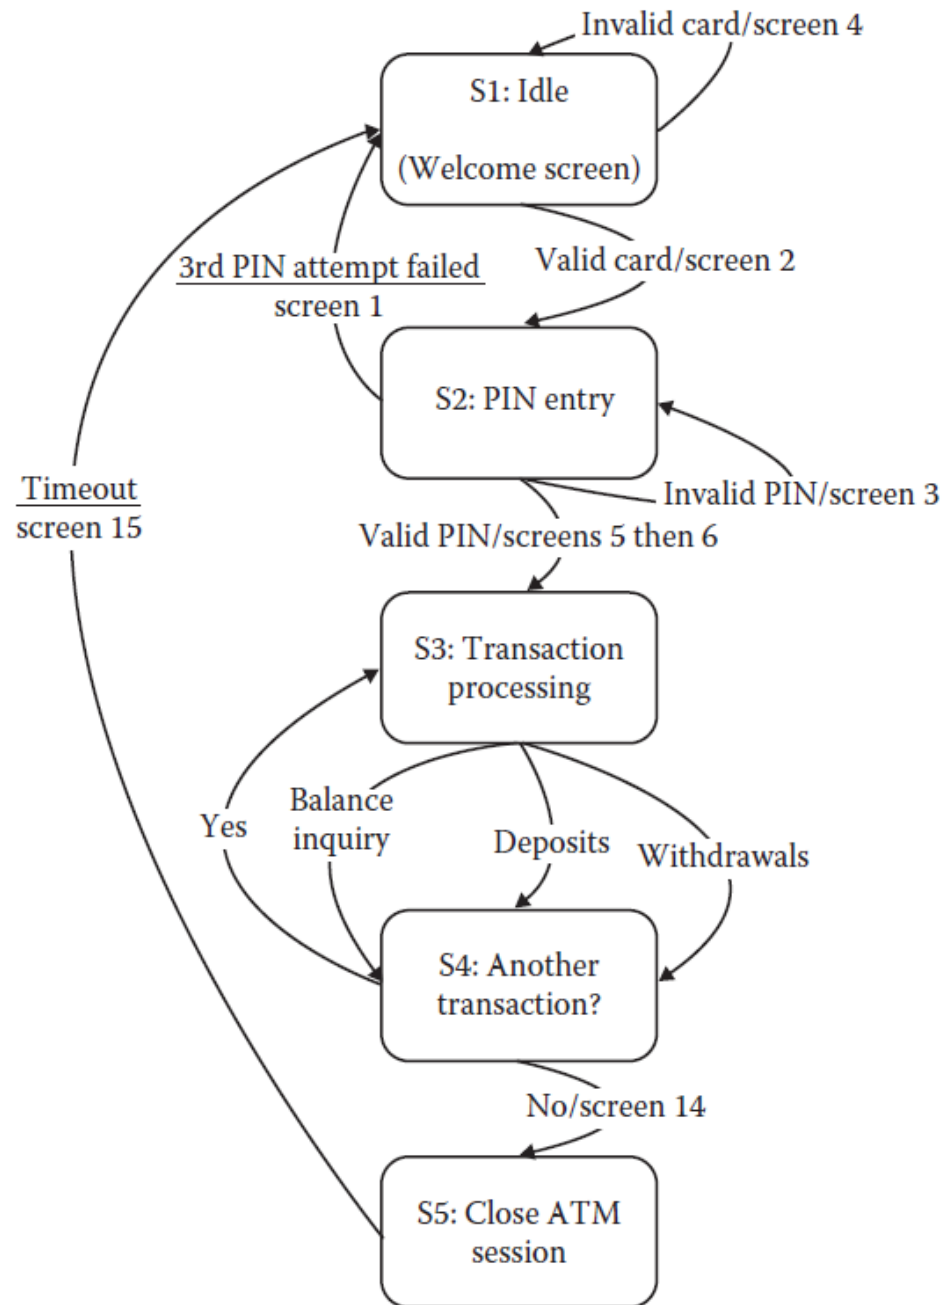 Invalid card/screen 4
S1: Idle
(Welcome screen)
3rd PIN attempt failed
screen 1
Valid card/screen 2
S2: PIN entry
Timeout
screen 15
Invalid PIN/screen 3
Valid PIN/screens 5 then 6
S3: Transaction
processing
Yes
Balance
inquiry
Deposits
Withdrawals
S4: Another
transaction?
No/screen 14
S5: Close ATM
session